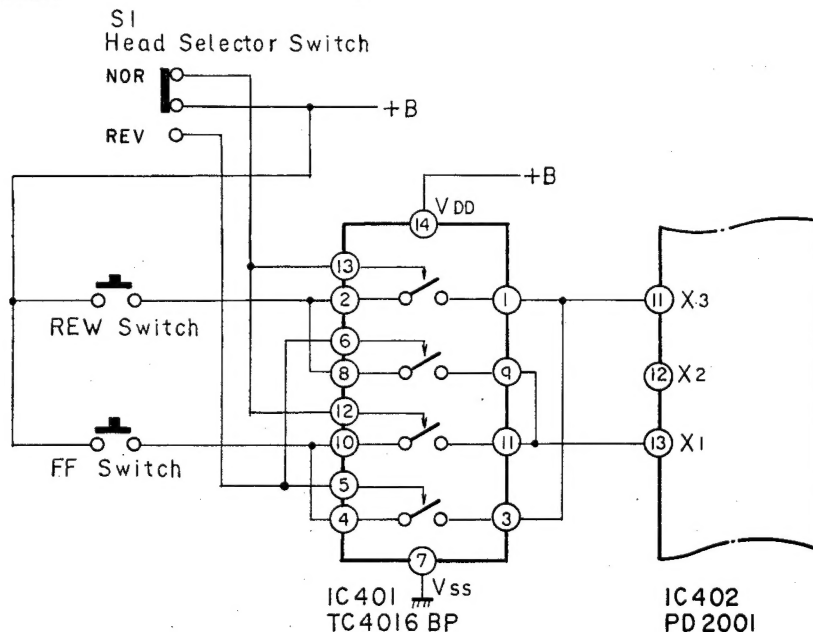 S1
Head Selector Switch
NOR
+B
REV
+B
14 VDD
13
2 1 11 X3
REW Switch
6
8 9 12 X2
12
10 11 13 X1
FF Switch
5
4 3
7 Vss
IC401 IC402
TC4016BP PD2001